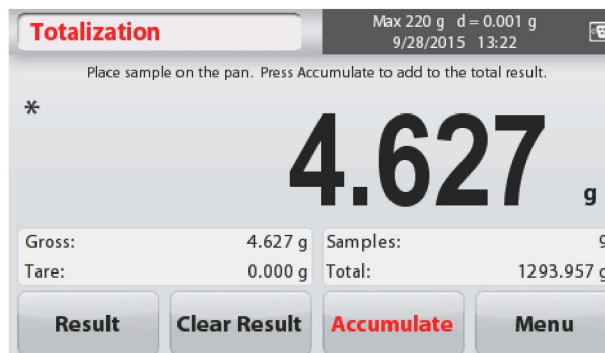 Totalization
Max 220 g d = 0.001 g
9/28/2015 13:22
Place sample on the pan. Press Accumulate to add to the total result.
*
4.627 g
Gross: 4.627 g Samples: 9
Tare: 0.000 g Total: 1293.957 g
Result Clear Result Accumulate Menu